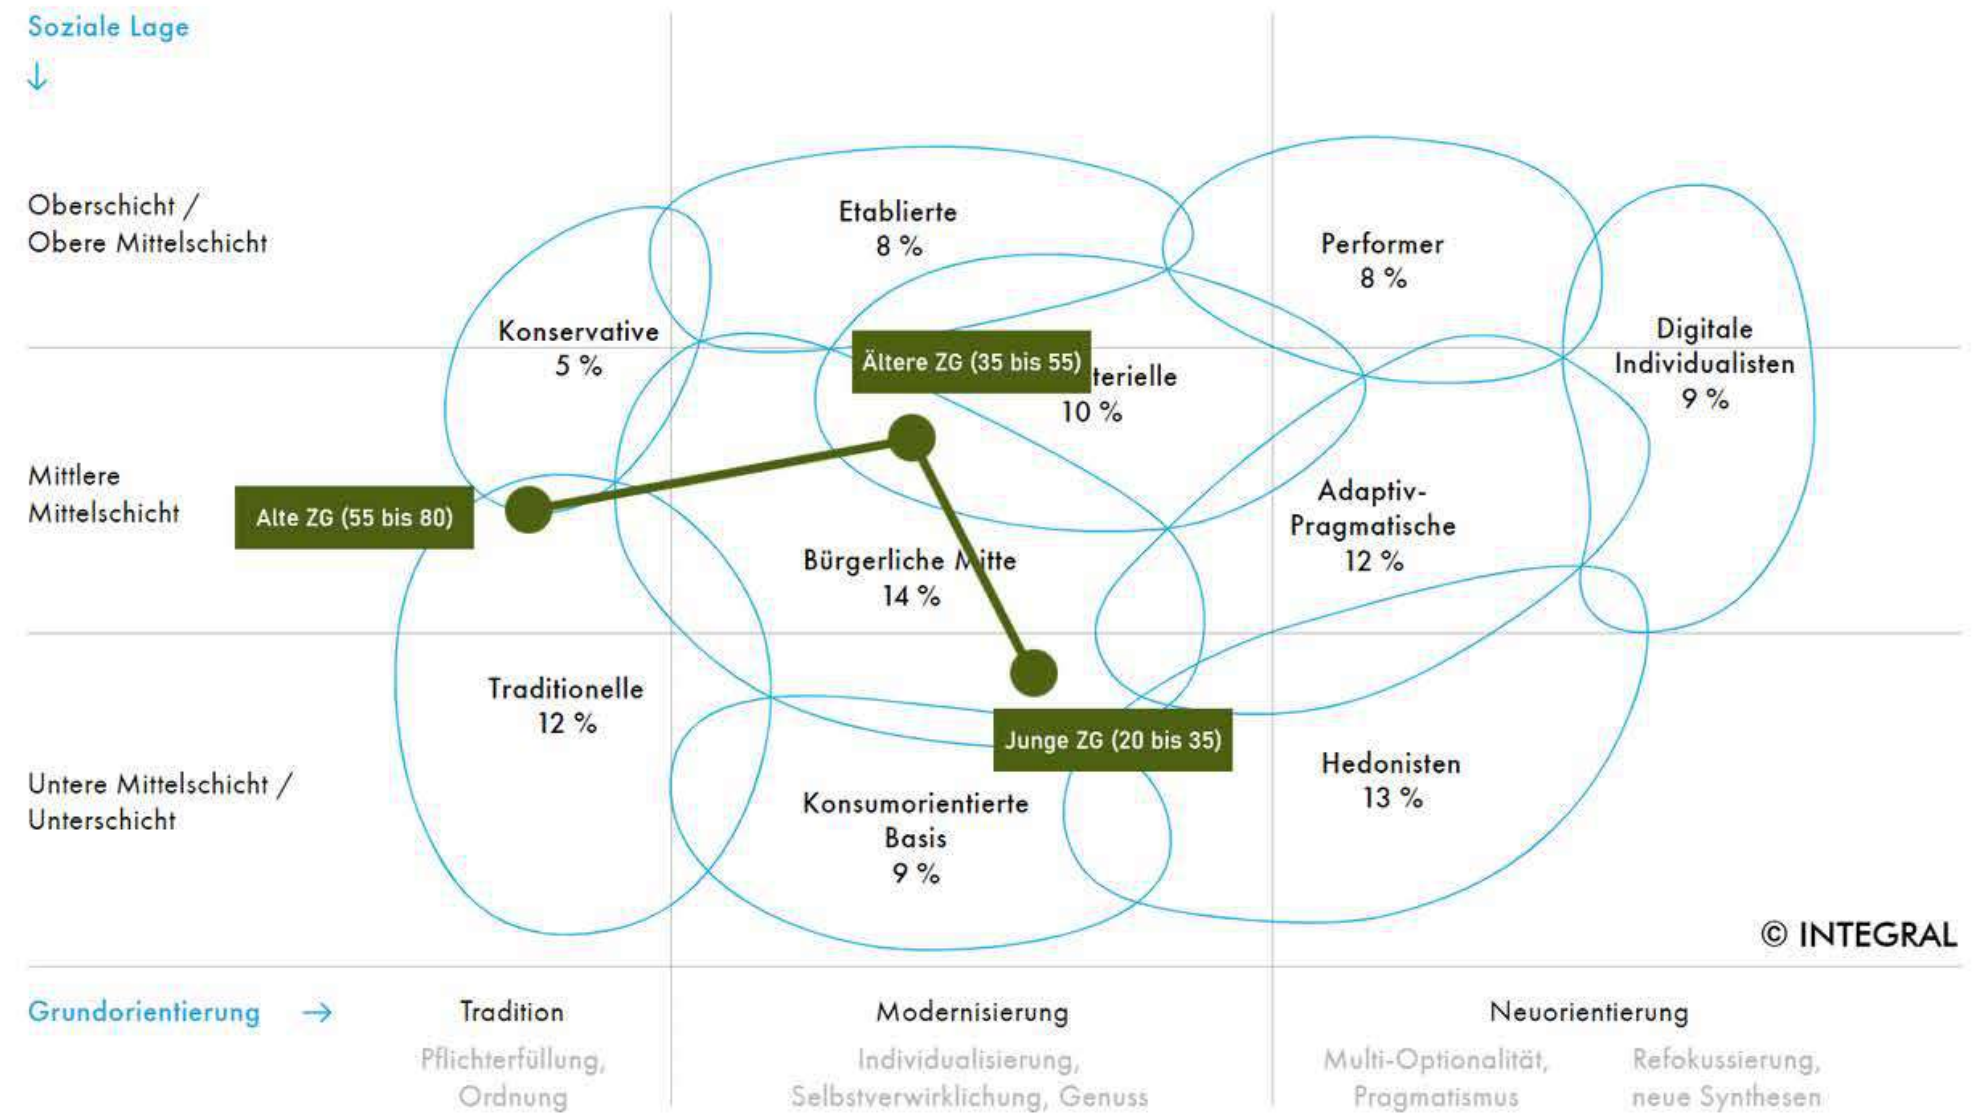 Soziale Lage
↓
Oberschicht /
Obere Mittelschicht
Mittlere
Mittelschicht
Untere Mittelschicht /
Unterschicht
Etablierte
8 %
Performer
8 %
Konservative
5 %
Digitale
Individualisten
9 %
Ältere ZG (35 bis 55)
terielle
10 %
Alte ZG (55 bis 80)
Adaptiv-
Pragmatische
12 %
Bürgerliche Mitte
14 %
Traditionelle
12 %
Junge ZG (20 bis 35)
Hedonisten
13 %
Konsumorientierte
Basis
9 %
© INTEGRAL
Grundorientierung →
Tradition
Pflichterfüllung,
Ordnung
Modernisierung
Individualisierung,
Selbstverwirklichung, Genuss
Neuorientierung
Multi-Optionalität,
Pragmatismus
Refokussierung,
neue Synthesen